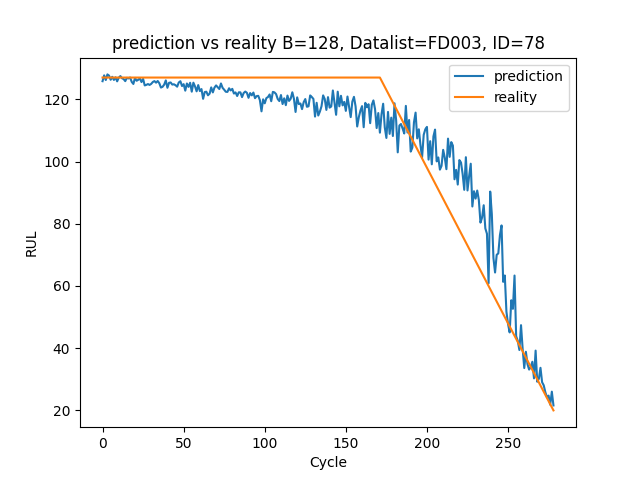 prediction vs reality B=128, Datalist=FD003, ID=78
prediction
reality
120
100
80
60
40
20
RUL
0 50 100 150 200 250
Cycle